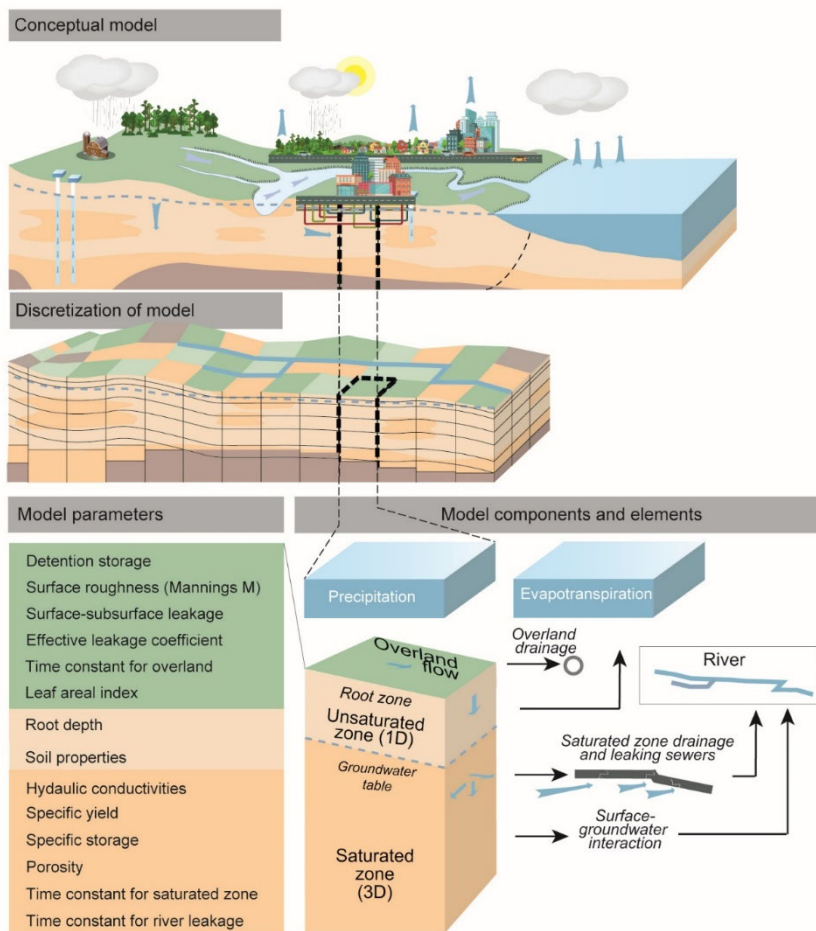 Conceptual model
Discretization of model
Model parameters
Detention storage
Surface roughness (Mannings M)
Surface-subsurface leakage
Effective leakage coefficient
Time constant for overland
Leaf areal index
Root depth
Soil properties
Hydaulic conductivities
Specific yield
Specific storage
Porosity
Time constant for saturated zone
Time constant for river leakage
Model components and elements
Precipitation
Evapotranspiration
Overland
flow
Root zone
Unsaturated
zone (1D)
Groundwater
table
Saturated
zone
(3D)
Overland
drainage
River
Saturated zone drainage
and leaking sewers
Surface-
groundwater
interaction